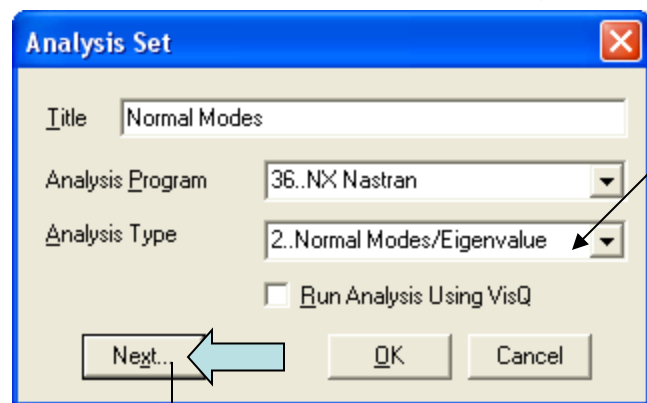 Analysis Set
Title Normal Modes
Analysis Program 36..NX Nastran
Analysis Type 2..Normal Modes/Eigenvalue
Run Analysis Using VisQ
Next... OK Cancel